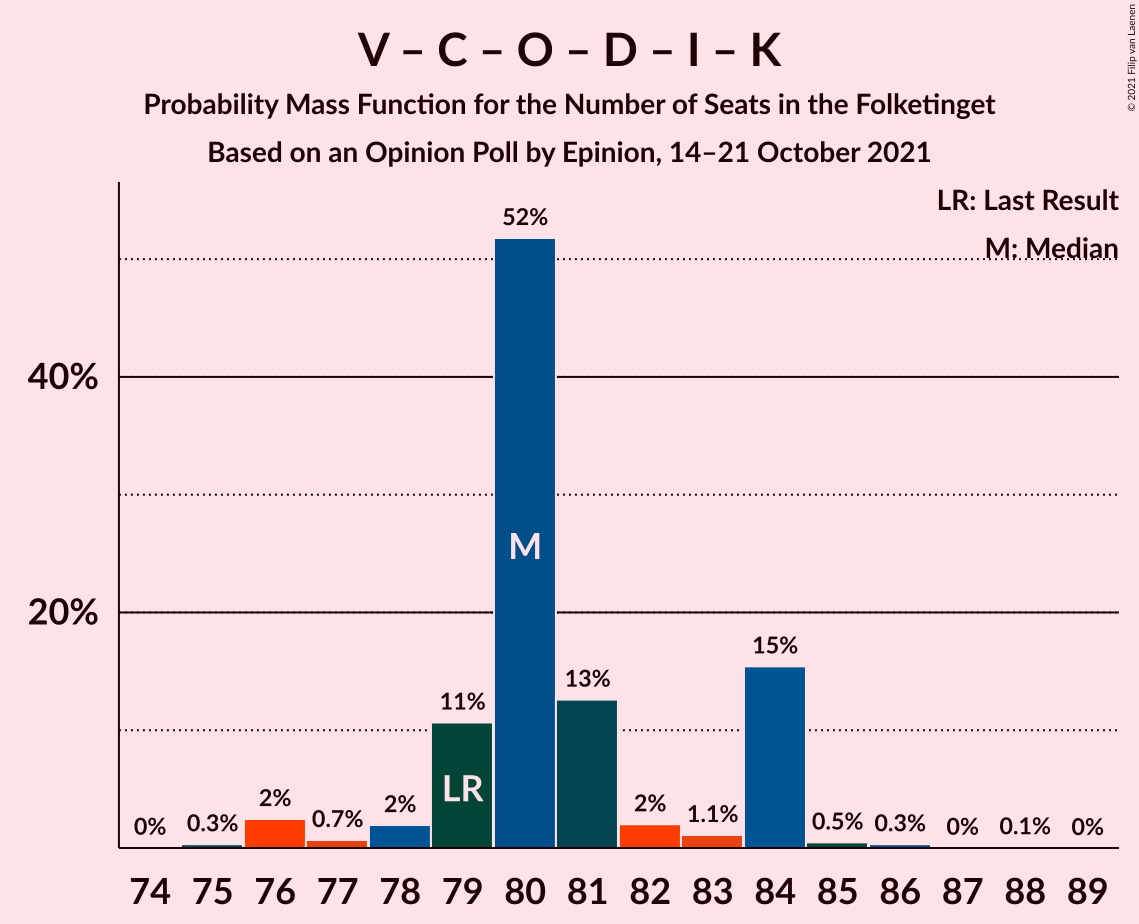 V – C – O – D – I – K
Probability Mass Function for the Number of Seats in the Folketinget
Based on an Opinion Poll by Epinion, 14–21 October 2021
© 2021 Filip van Laenen
LR: Last Result
M: Median
40%
20%
0%
0.3%
2%
0.7%
2%
11%
52%
13%
2%
1.1%
15%
0.5%
0.3%
0%
0.1%
0%
LR
M
74 75 76 77 78 79 80 81 82 83 84 85 86 87 88 89